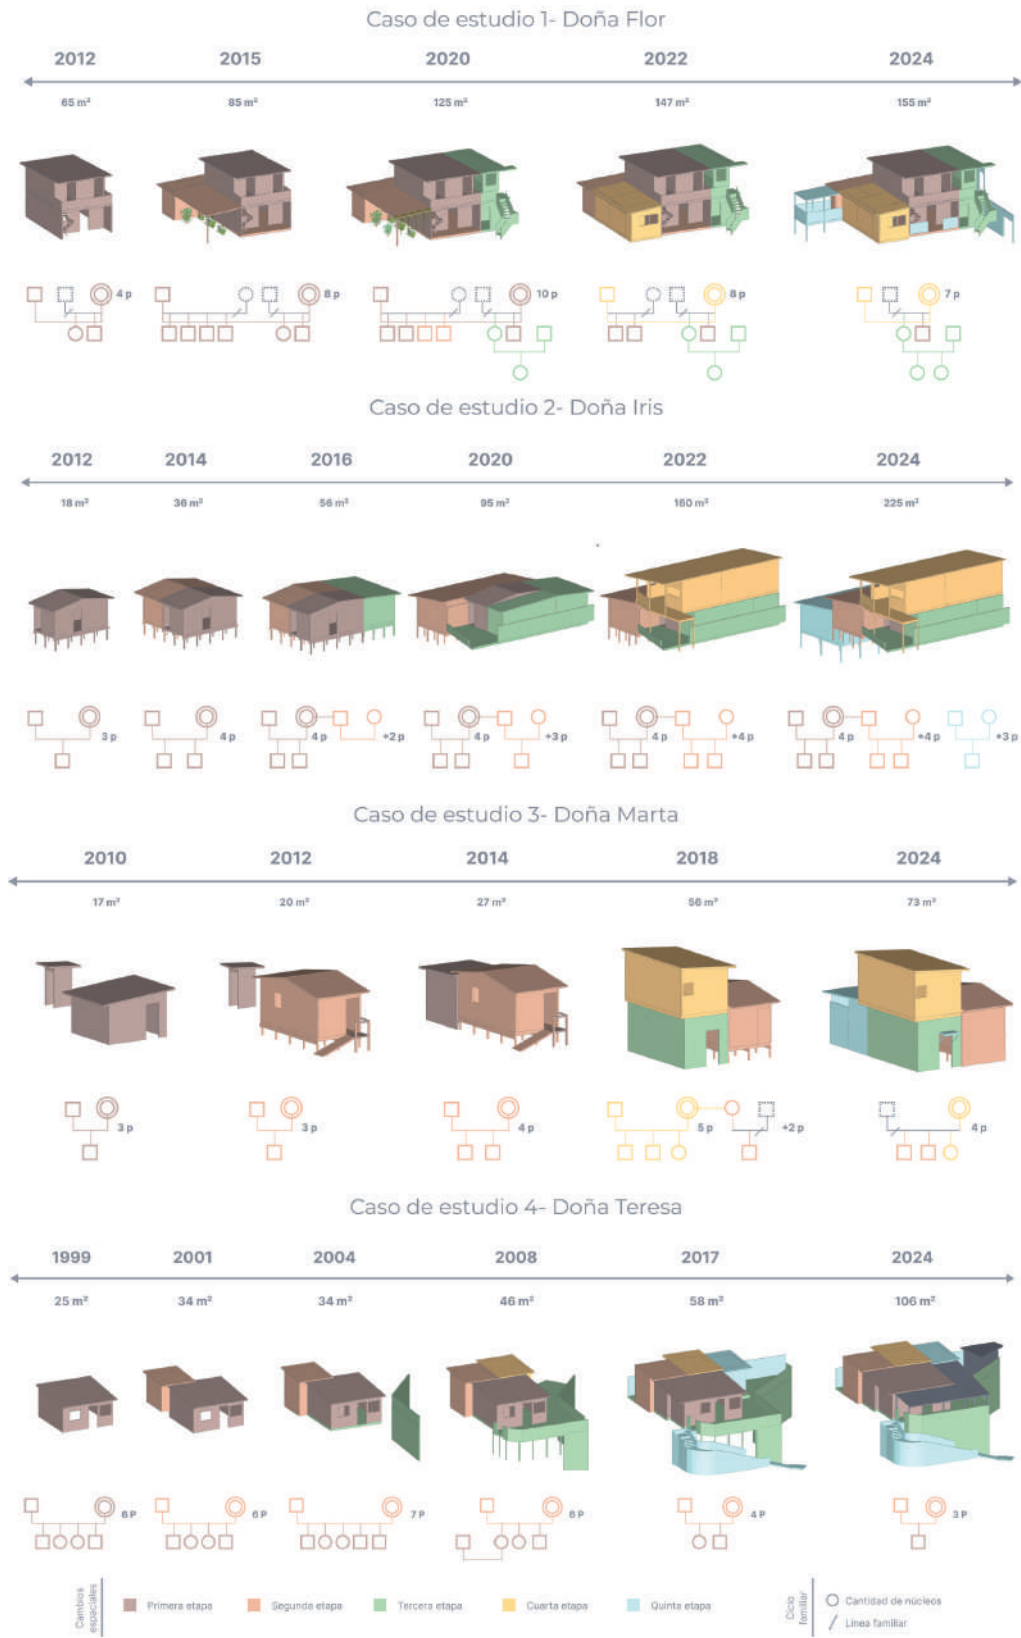 Caso de estudio 1- Doña Flor
2012 2015 2020 2022 2024
65 m² 85 m² 125 m² 147 m² 155 m²
4 p 8 p 10 p 8 p 7 p
Caso de estudio 2- Doña Iris
2012 2014 2016 2020 2022 2024
18 m² 36 m² 56 m² 95 m² 160 m² 225 m²
3 p 4 p 4 p +2 p 4 p +3 p 4 p +4 p 4 p +4 p +3 p
Caso de estudio 3- Doña Marta
2010 2012 2014 2018 2024
17 m² 20 m² 27 m² 56 m² 73 m²
3 p 3 p 4 p 5 p +2 p 4 p
Caso de estudio 4- Doña Teresa
1999 2001 2004 2008 2017 2024
25 m² 34 m² 34 m² 46 m² 58 m² 106 m²
6 P 6 P 7 P 6 P 4 P 3 P
Cambios
espaciales
Primera etapa Segunda etapa Tercera etapa Cuarta etapa Quinta etapa
Ciclo
familiar
Cantidad de núcleos
Línea familiar